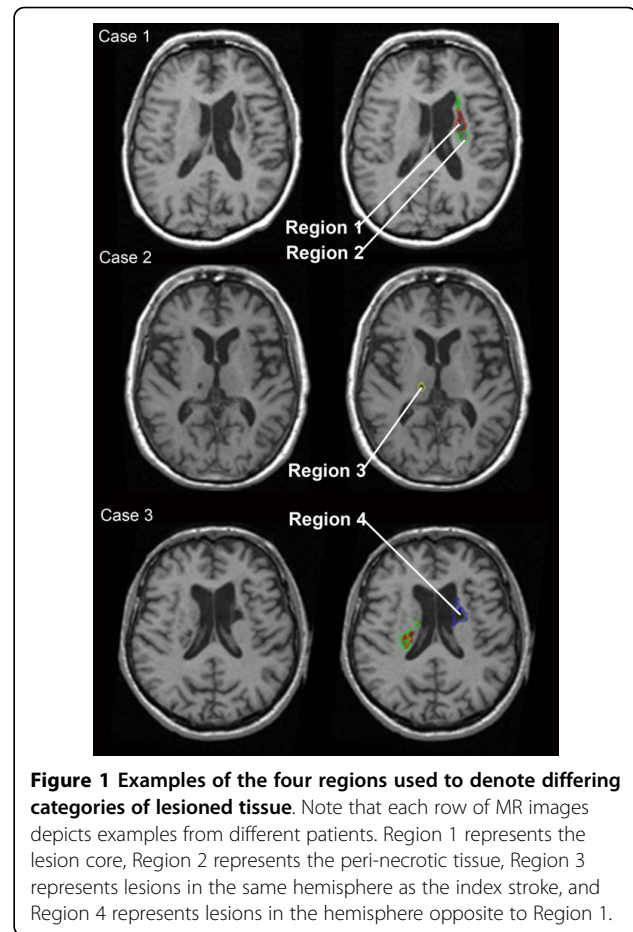 Case 1
Region 1
Region 2
Case 2
Region 3
Case 3
Region 4
Figure 1 Examples of the four regions used to denote differing
categories of lesioned tissue. Note that each row of MR images
depicts examples from different patients. Region 1 represents the
lesion core, Region 2 represents the peri-necrotic tissue, Region 3
represents lesions in the same hemisphere as the index stroke, and
Region 4 represents lesions in the hemisphere opposite to Region 1.